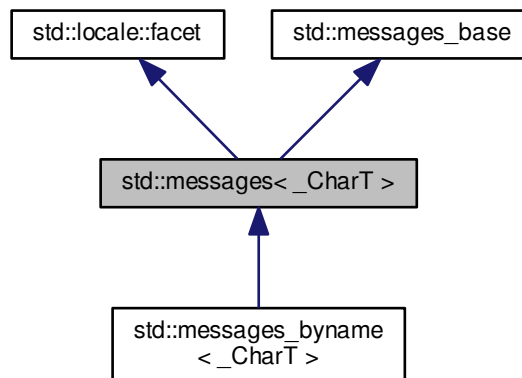 std::locale::facet
std::messages_base
std::messages< _CharT >
std::messages_byname
< _CharT >